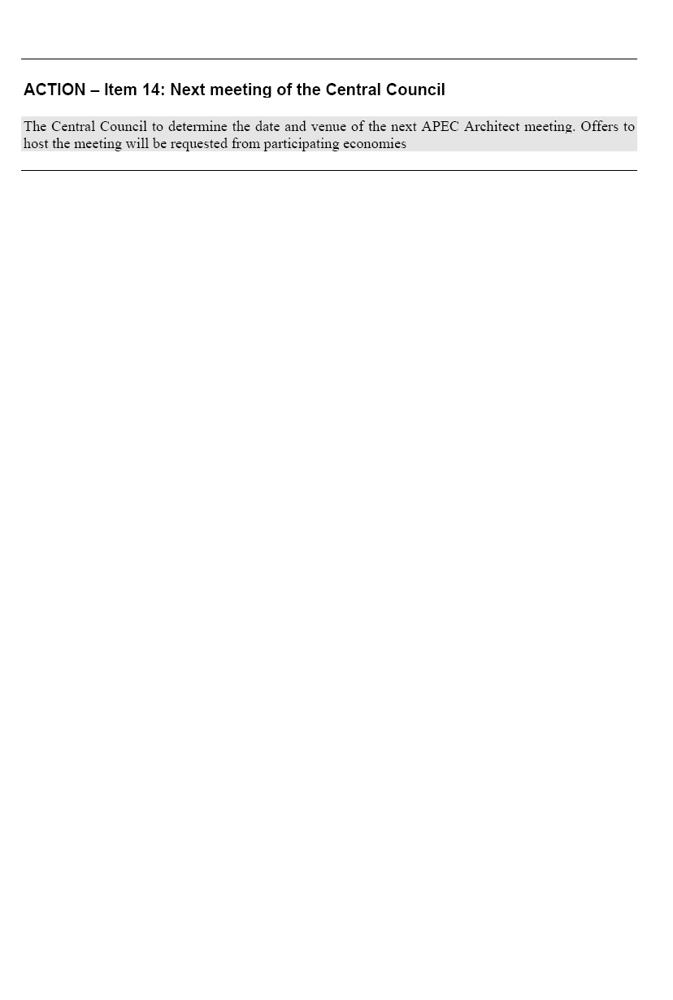 ACTION – Item 14: Next meeting of the Central Council
The Central Council to determine the date and venue of the next APEC Architect meeting. Offers to
host the meeting will be requested from participating economies